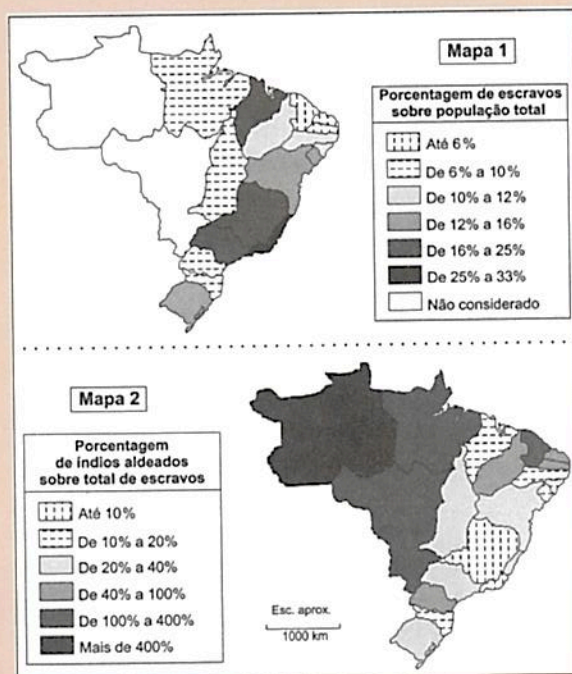 Mapa 1
Porcentagem de escravos
sobre população total
Até 6%
De 6% a 10%
De 10% a 12%
De 12% a 16%
De 16% a 25%
De 25% a 33%
Não considerado
Mapa 2
Porcentagem
de índios aldeados
sobre total de escravos
Até 10%
De 10% a 20%
De 20% a 40%
De 40% a 100%
De 100% a 400%
Mais de 400%
Esc. aprox.
1000 km